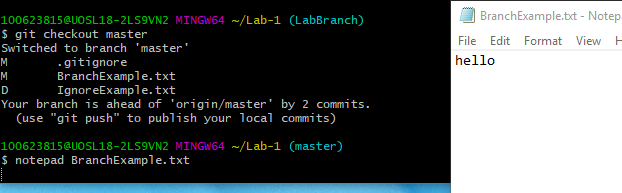 100623815@UOSL18-2LS9VN2 MINGW64 ~/Lab-1 (LabBranch)
$ git checkout master
Switched to branch 'master'
M       .gitignore
M       BranchExample.txt
D       IgnoreExample.txt
Your branch is ahead of 'origin/master' by 2 commits.
  (use "git push" to publish your local commits)
100623815@UOSL18-2LS9VN2 MINGW64 ~/Lab-1 (master)
$ notepad BranchExample.txt
BranchExample.txt - Notep
File Edit Format View H
hello